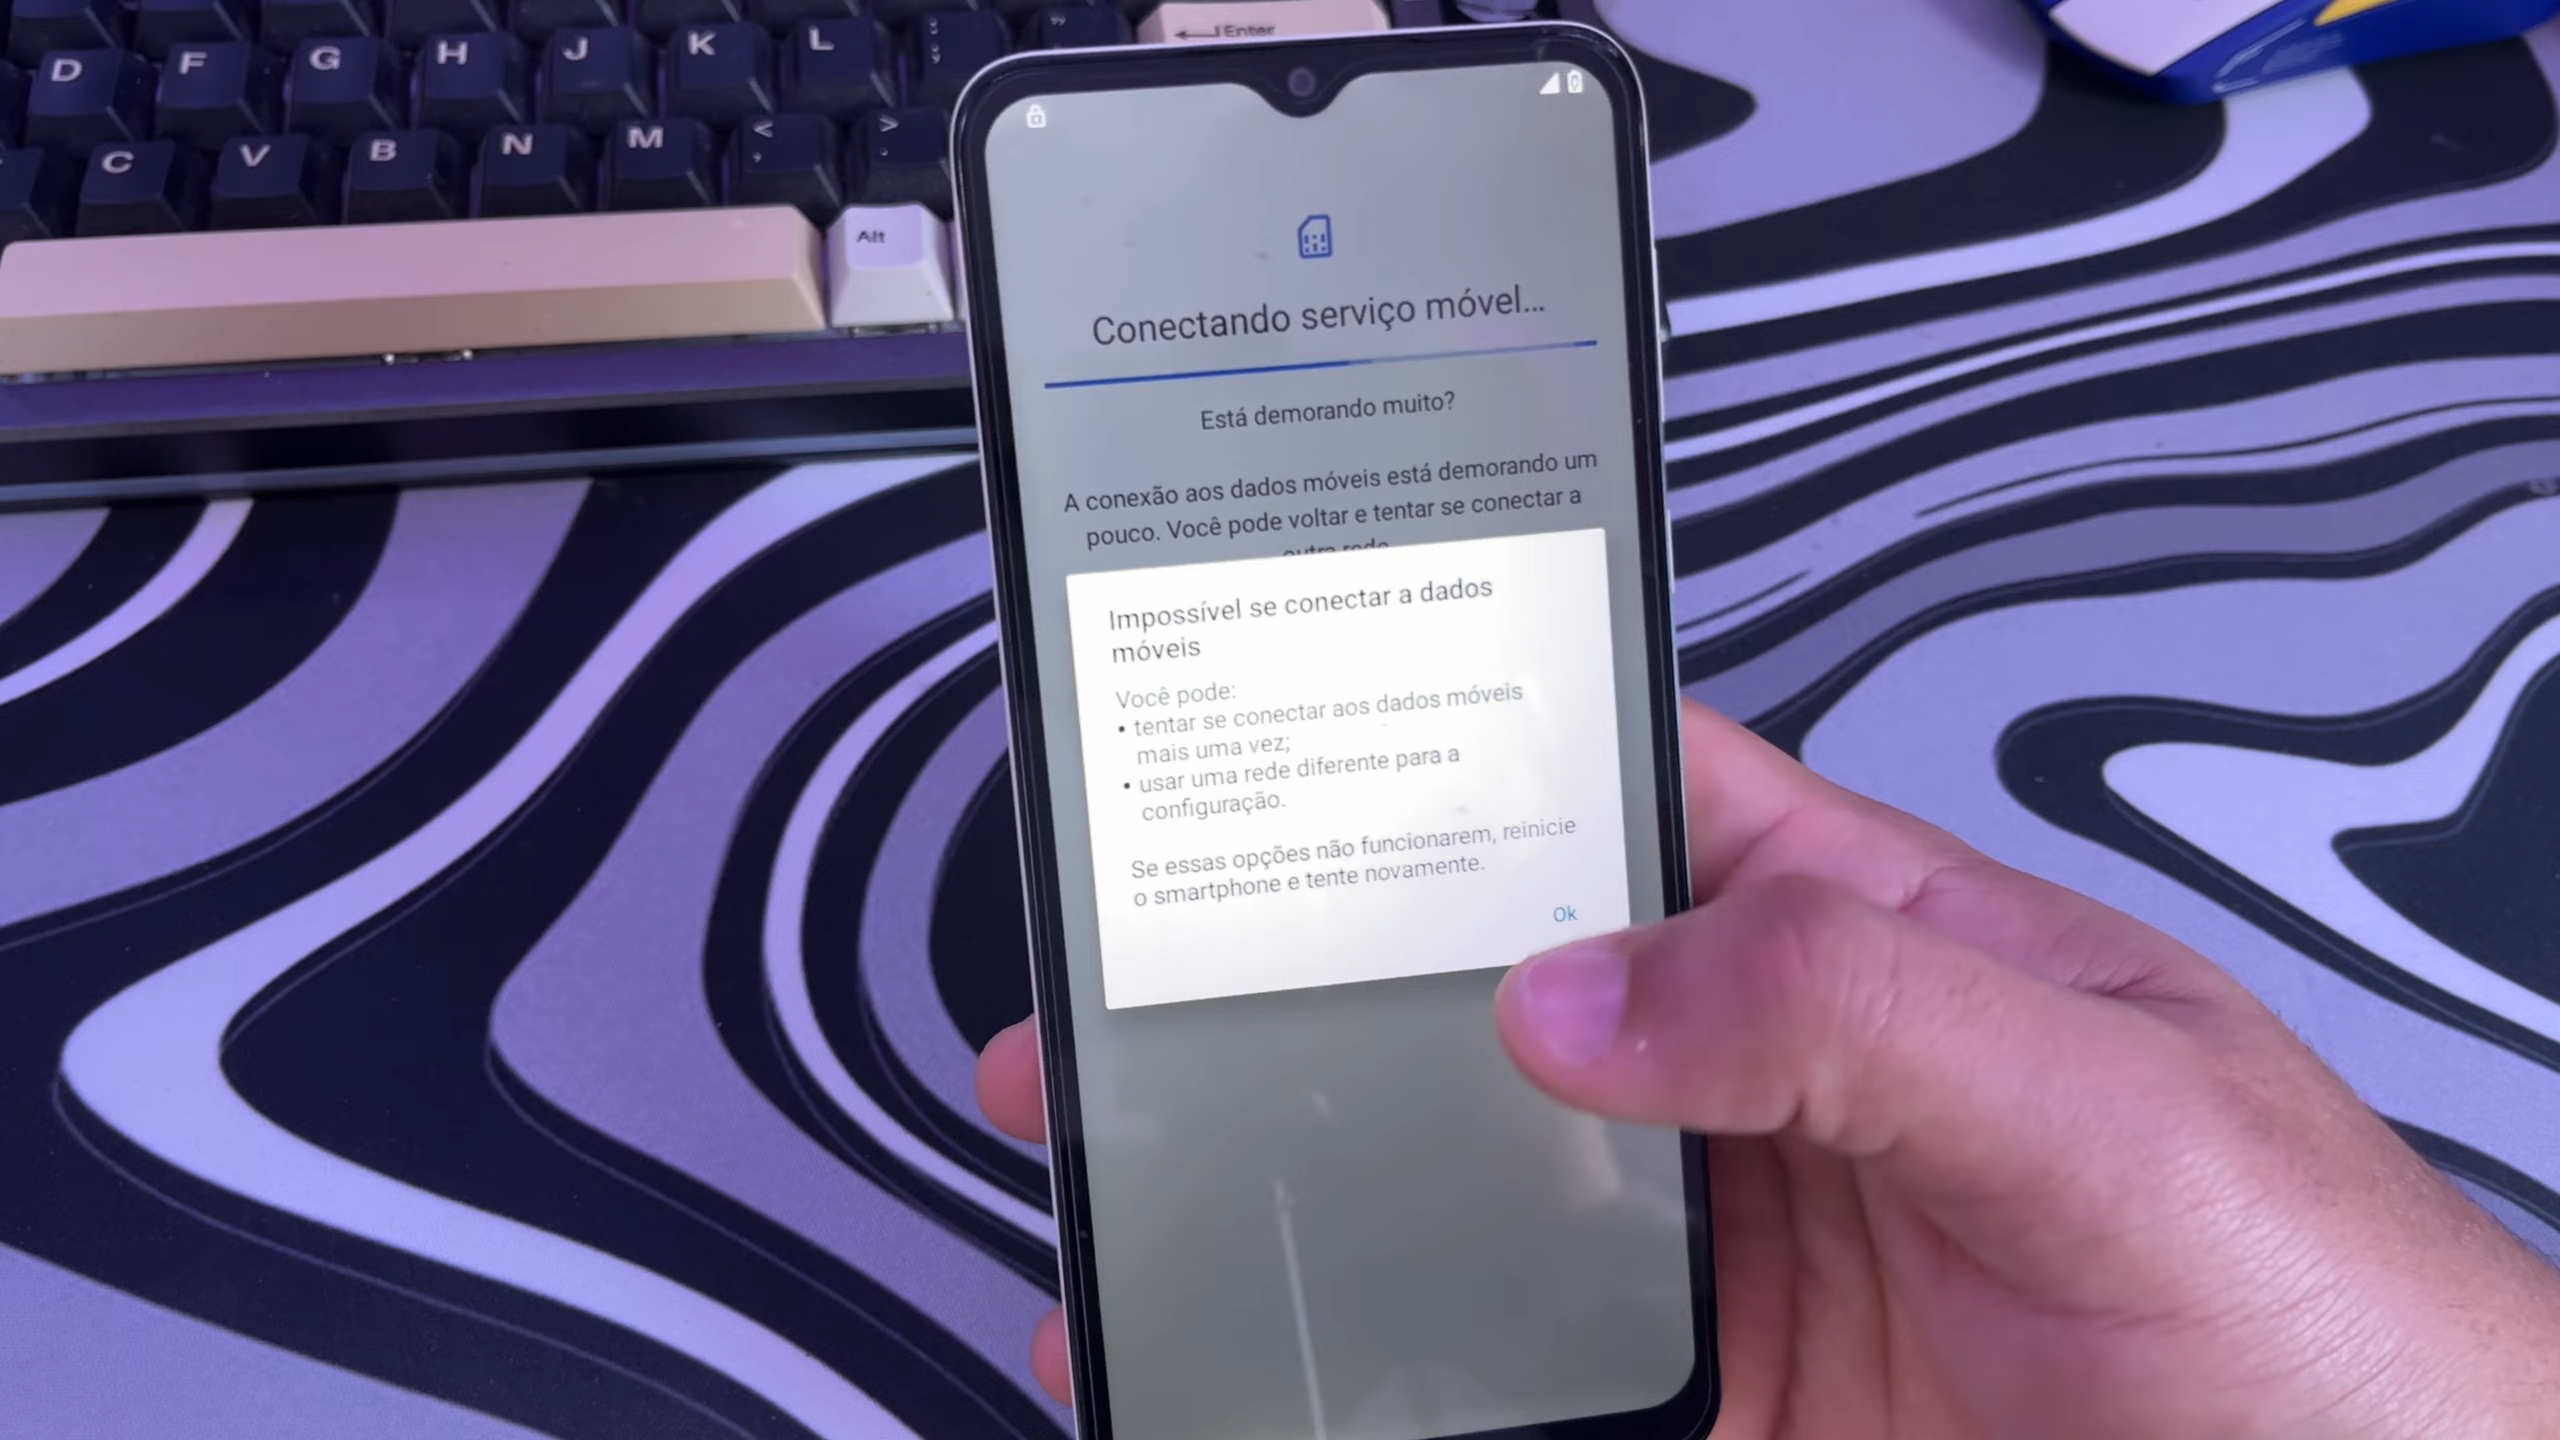 D F G H J K L : ; "
Enter
C V B N M < , > .
Alt
Conectando serviço móvel...
Está demorando muito?
A conexão aos dados móveis está demorando um
pouco. Você pode voltar e tentar se conectar a
outra rede
Impossível se conectar a dados
móveis
Você pode:
• tentar se conectar aos dados móveis
mais uma vez;
• usar uma rede diferente para a
configuração.
Se essas opções não funcionarem, reinicie
o smartphone e tente novamente.
Ok